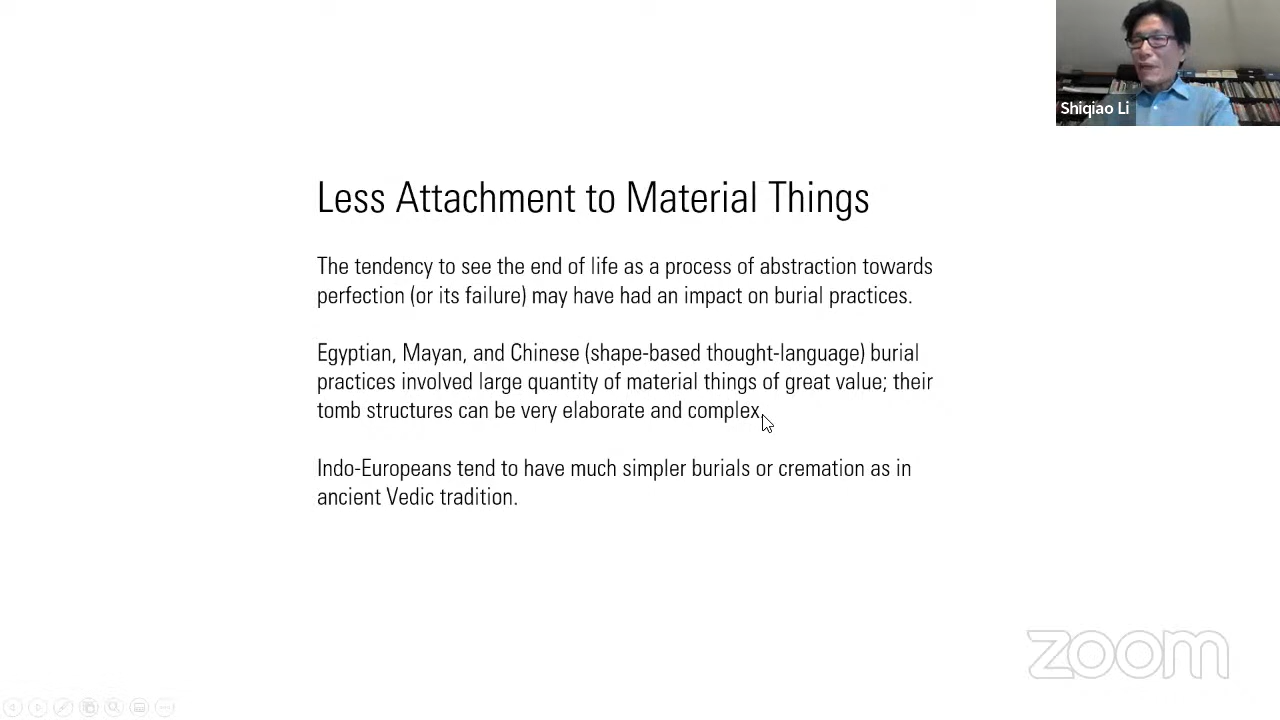 Shiqiao Li
Less Attachment to Material Things
The tendency to see the end of life as a process of abstraction towards
perfection (or its failure) may have had an impact on burial practices.
Egyptian, Mayan, and Chinese (shape-based thought-language) burial
practices involved large quantity of material things of great value; their
tomb structures can be very elaborate and complex.
Indo-Europeans tend to have much simpler burials or cremation as in
ancient Vedic tradition.
zoom